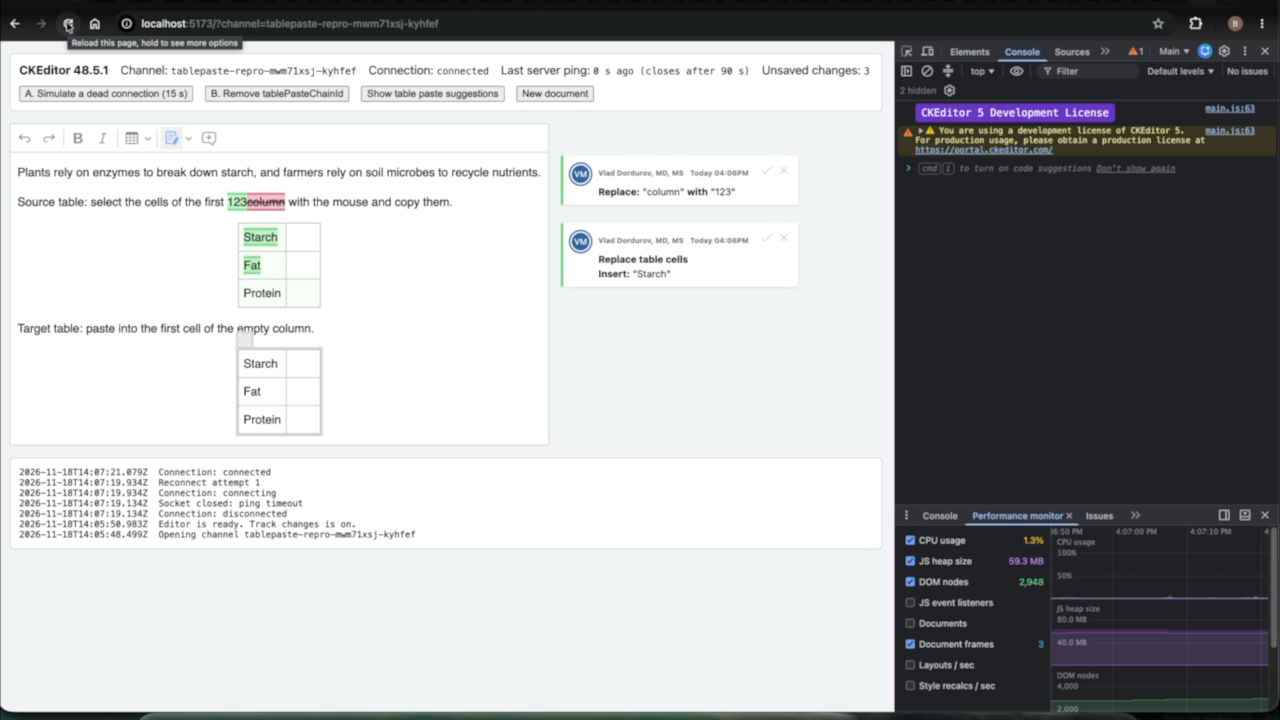 localhost:5173/?channel=tablepaste-repro-mwm71xsj-kyhfef
B
Reload this page, hold to see more options
CKEditor 48.5.1 Channel: tablepaste-repro-mwm71xsj-kyhfef Connection: connected Last server ping: 0 s ago (closes after 90 s) Unsaved changes: 3
A. Simulate a dead connection (15 s) B. Remove tablePasteChainId Show table paste suggestions New document
B I
Plants rely on enzymes to break down starch, and farmers rely on soil microbes to recycle nutrients.
Source table: select the cells of the first 123column with the mouse and copy them.
Starch
Fat
Protein
Target table: paste into the first cell of the empty column.
Starch
Fat
Protein
VM Vlad Dordurov, MD, MS Today 04:06PM
Replace: "column" with "123"
VM Vlad Dordurov, MD, MS Today 04:06PM
Replace table cells
Insert: "Starch"
2026-11-18T14:07:21.079Z Connection: connected
2026-11-18T14:07:19.934Z Reconnect attempt 1
2026-11-18T14:07:19.934Z Connection: connecting
2026-11-18T14:07:19.134Z Socket closed: ping timeout
2026-11-18T14:07:19.134Z Connection: disconnected
2026-11-18T14:05:50.983Z Editor is ready. Track changes is on.
2026-11-18T14:05:48.499Z Opening channel tablepaste-repro-mwm71xsj-kyhfef
Elements Console Sources 1 Main
top Filter Default levels No Issues
2 hidden
CKEditor 5 Development License main.js:63
You are using a development license of CKEditor 5. main.js:63
For production usage, please obtain a production license at
https://portal.ckeditor.com/
cmd i to turn on code suggestions Don't show again
Console Performance monitor Issues
CPU usage 1.3%
JS heap size 59.3 MB
DOM nodes 2,948
JS event listeners
Documents
Document frames 3
Layouts / sec
Style recalcs / sec
06:50 PM 4:07:00 PM 4:07:10 PM 4
CPU usage
100%
50%
JS heap size
80.0 MB
40.0 MB
DOM nodes
4,000
2,000